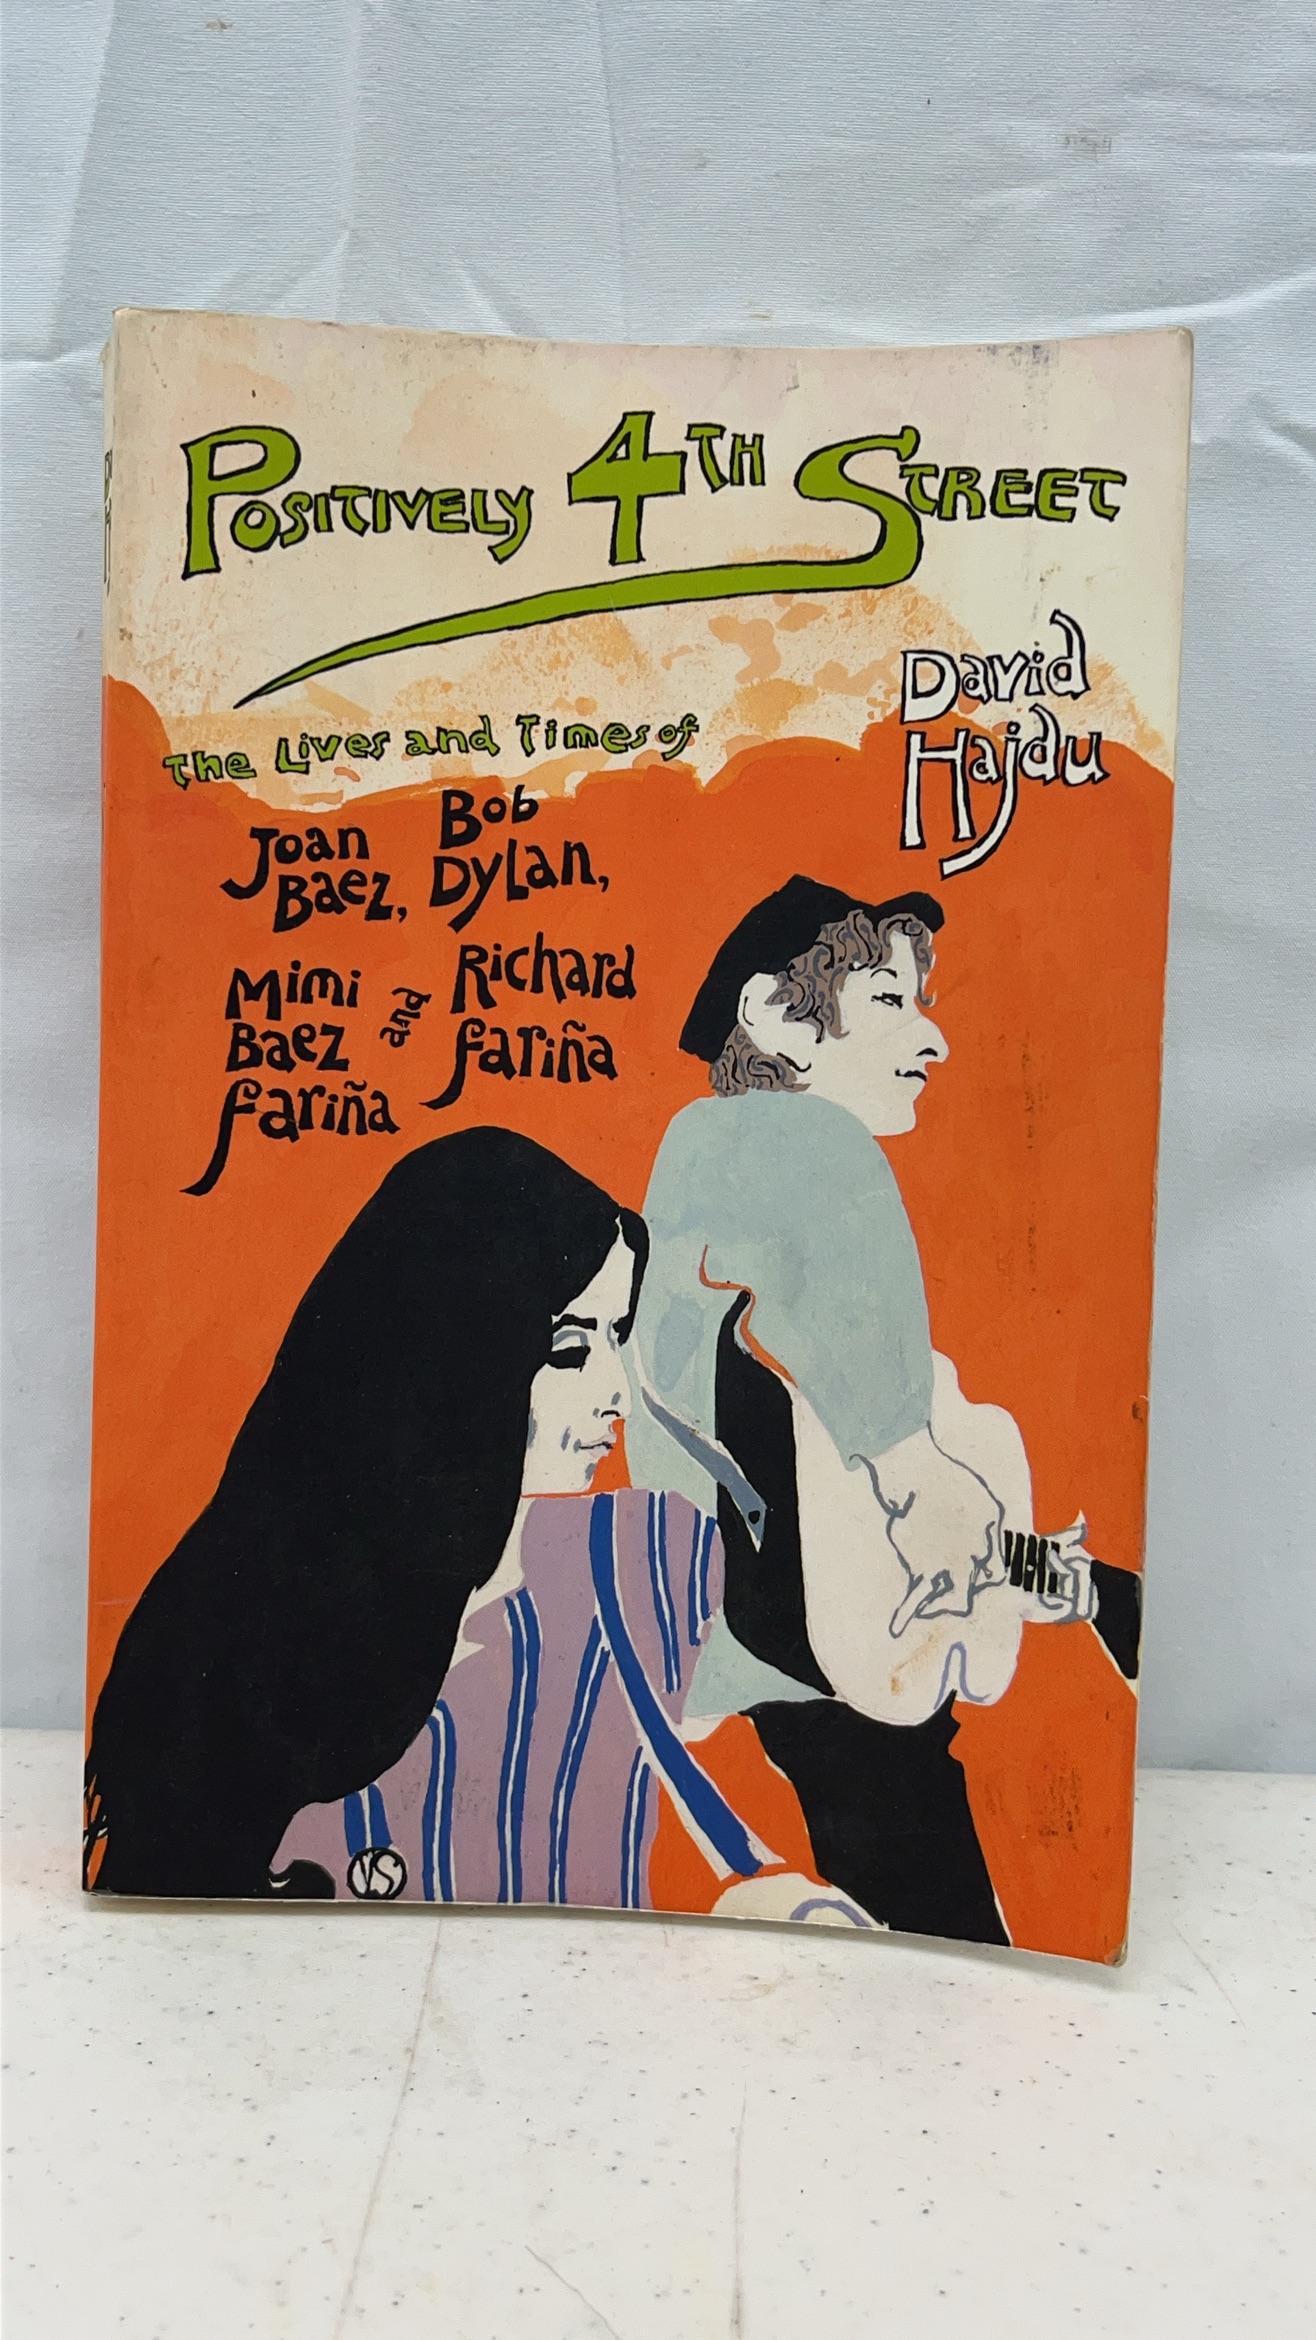 Positively 4th Street
David
Hajdu
The Lives and Times of
Joan
Baez,
Bob
Dylan,
Mimi
Baez
Fariña
and
Richard
Fariña
VS